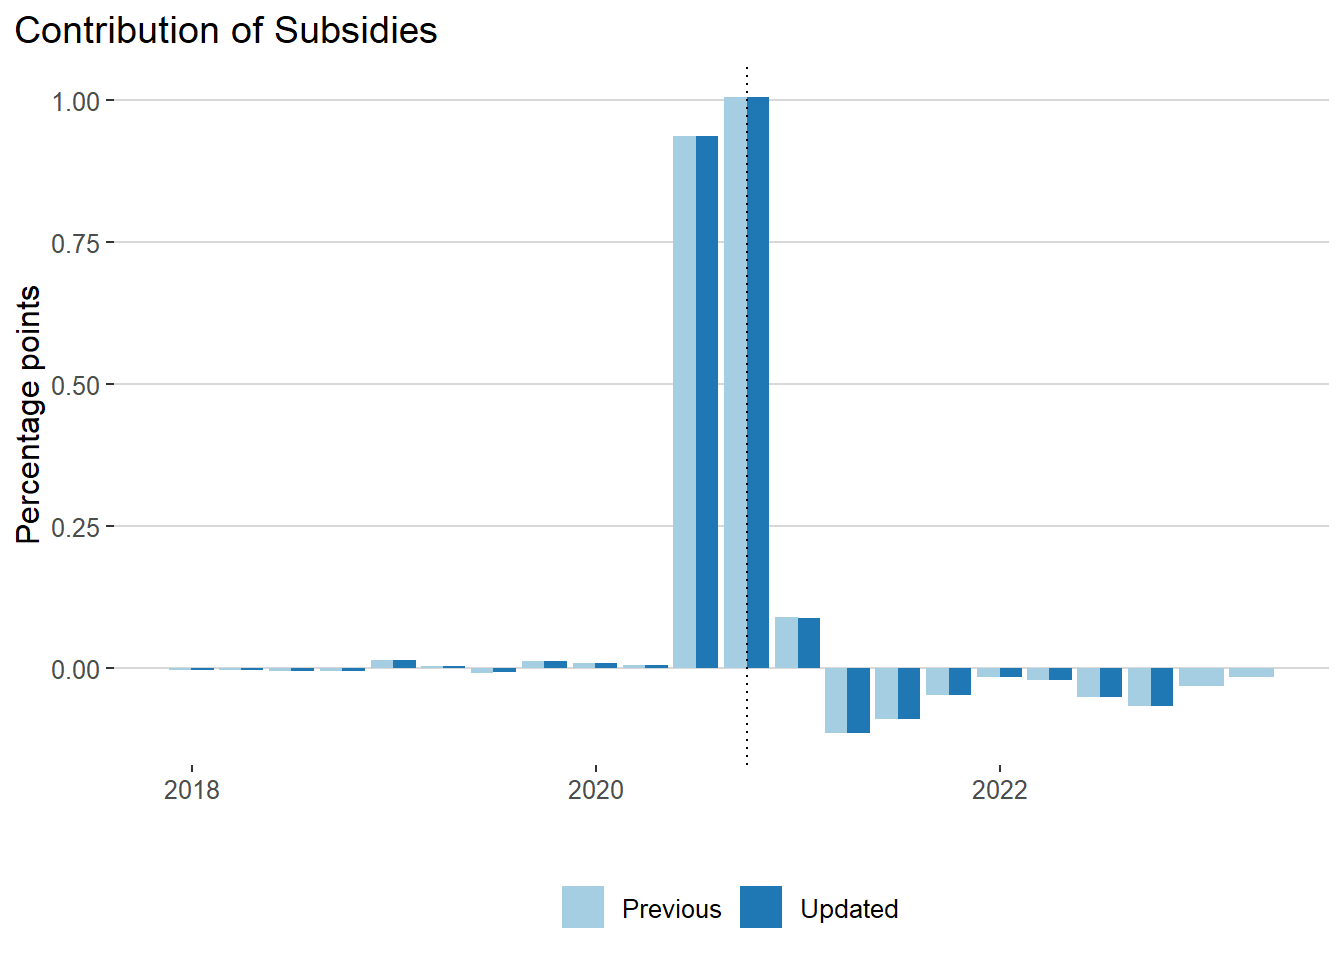 Contribution of Subsidies
Percentage points
1.00
0.75
0.50
0.25
0.00
2018 2020 2022
Previous Updated